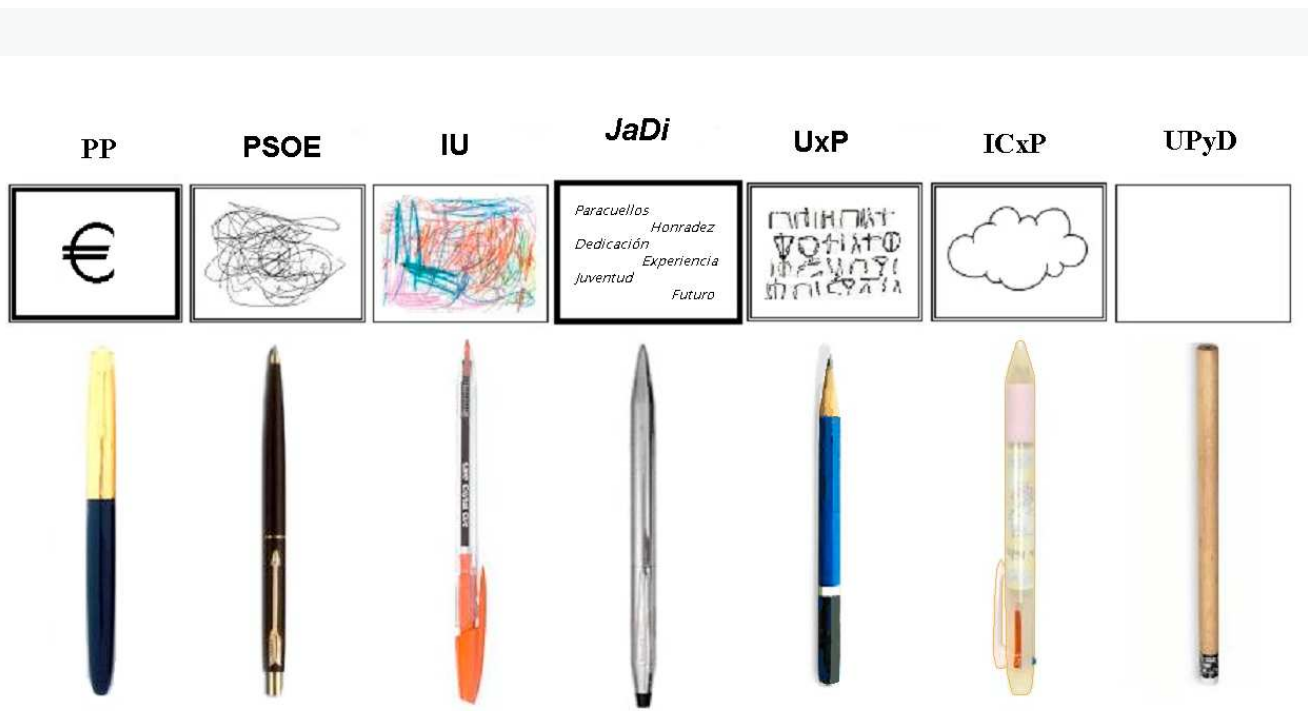 PP
PSOE
IU
JaDi
UxP
ICxP
UPyD
€
Paracuellos
Honradez
Dedicación
Experiencia
Juventud
Futuro